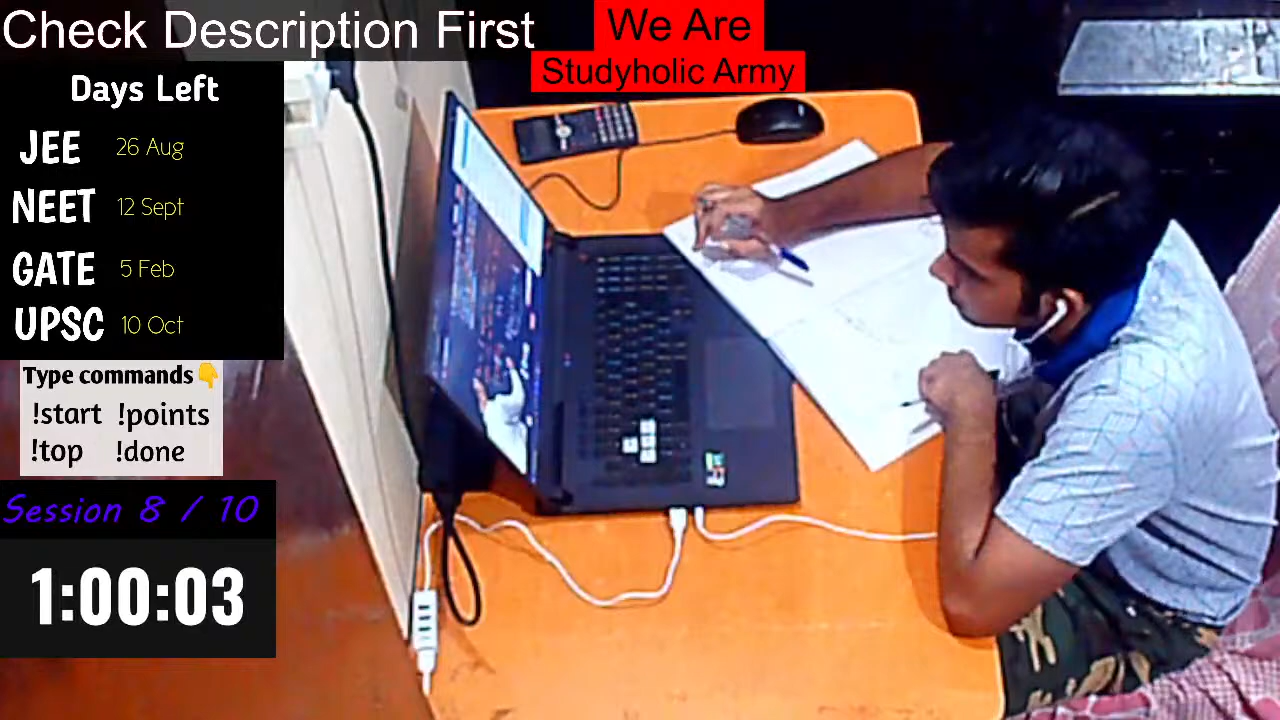 Check Description First
We Are
Studyholic Army
Days Left
JEE 26 Aug
NEET 12 Sept
GATE 5 Feb
UPSC 10 Oct
Type commands👇
!start !points
!top !done
Session 8 / 10
1:00:03